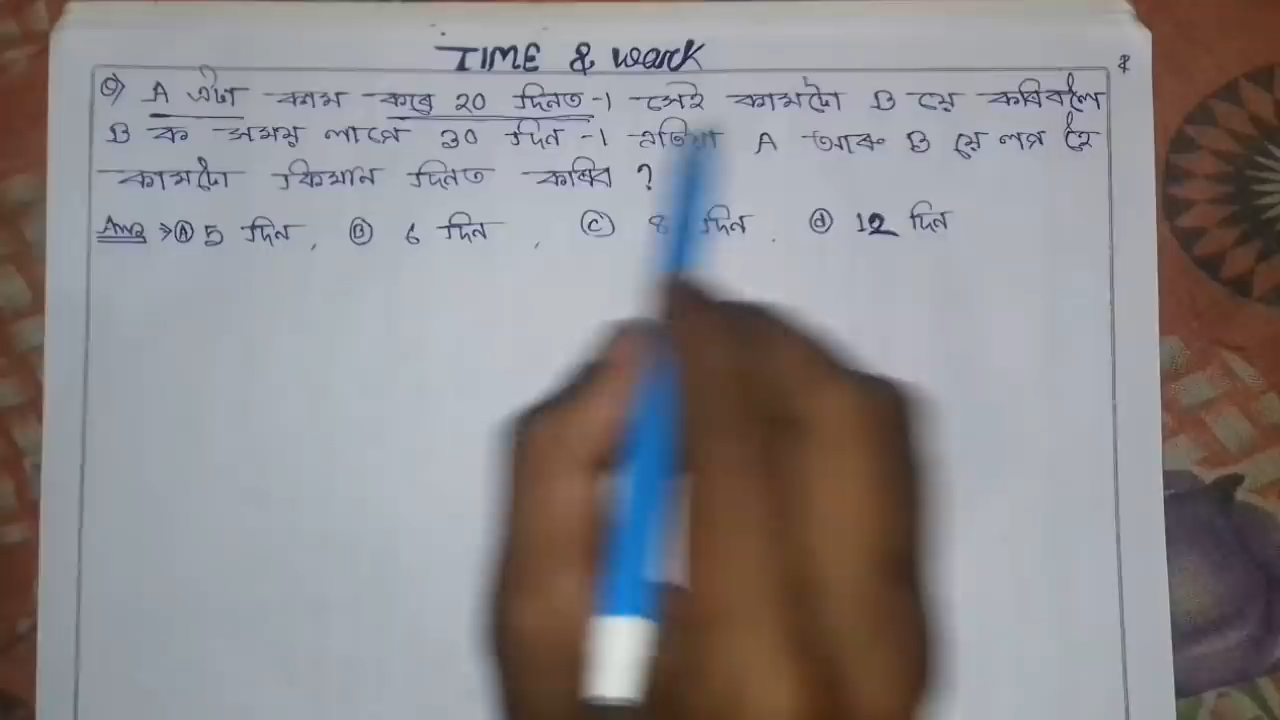 TIME & Wark
Q) A এটা কাম কৰে 20 দিনত -। সেই কামটো B য়ে কৰিবলৈ
B ক সময় লাগে 30 দিন -। এতিয়া A আৰু B য়ে লগ হৈ
কামটো কিমান দিনত কৰিব ?
Ans → Ⓐ 5 দিন , Ⓑ 6 দিন , Ⓒ 8 দিন . ⓓ 12 দিন